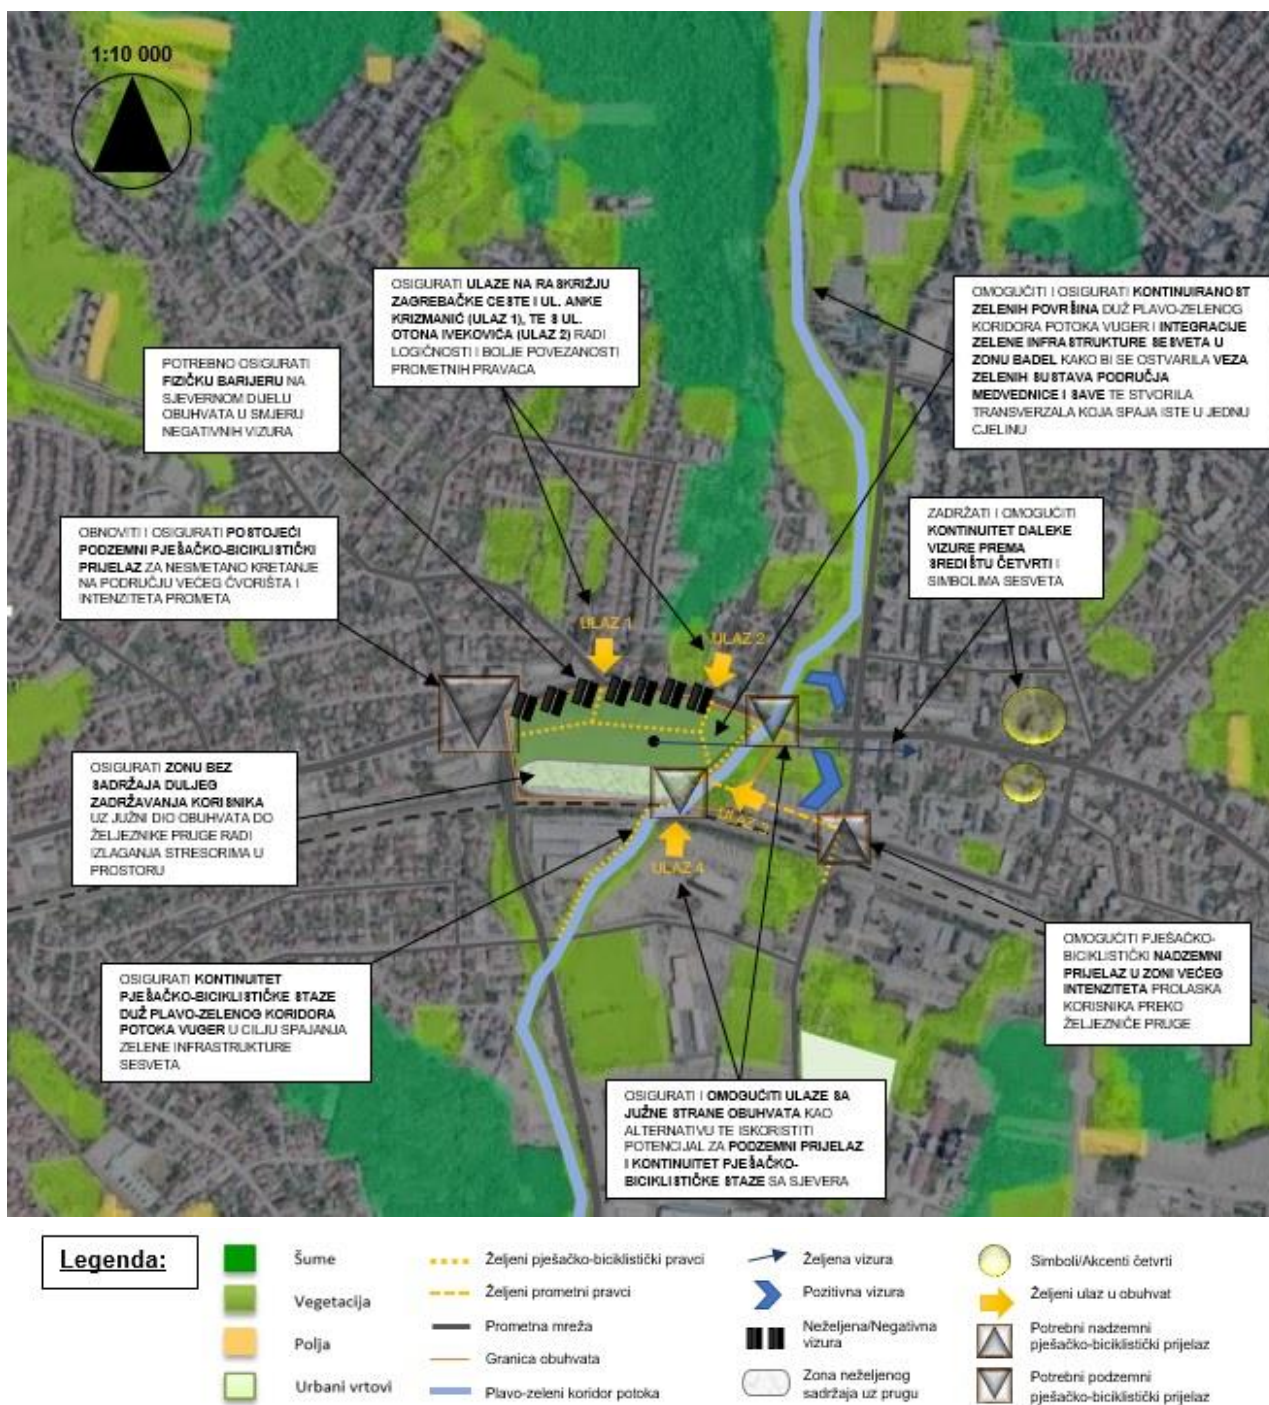 1:10 000
OSIGURATI ULAZE NA RASKRIŽJU
ZAGREBAČKE CESTE I UL. ANKE
KRIZMANIĆ (ULAZ 1), TE S UL.
OTONA IVEKOVIĆA (ULAZ 2) RADI
LOGIČNOSTI I BOLJE POVEZANOSTI
PROMETNIH PRAVACA
OMOGUĆITI I OSIGURATI KONTINUIRANOST
ZELENIH POVRŠINA DUŽ PLAVO-ZELENOG
KORIDORA POTOKA VUGER I INTEGRACIJE
ZELENE INFRASTRUKTURE SESVETA U
ZONU BADEL KAKO BI SE OSTVARILA VEZA
ZELENIH SUSTAVA PODRUČJA
MEDVEDNICE I SAVE TE STVORILA
TRANSVERZALA KOJA SPAJA ISTE U JEDNU
CJELINU
POTREBNO OSIGURATI
FIZIČKU BARIJERU NA
SJEVERNOM DIJELU
OBUHVATA U SMJERU
NEGATIVNIH VIZURA
ZADRŽATI I OMOGUĆITI
KONTINUITET DALEKE
VIZURE PREMA
SREDIŠTU ČETVRTI I
SIMBOLIMA SESVETA
OBNOVITI I OSIGURATI POSTOJEĆI
PODZEMNI PJEŠAČKO-BICIKLISTIČKI
PRIJELAZ ZA NESMETANO KRETANJE
NA PODRUČJU VEĆEG ČVORIŠTA I
INTENZITETA PROMETA
ULAZ 1
ULAZ 2
OSIGURATI ZONU BEZ
SADRŽAJA DULJEG
ZADRŽAVANJA KORISNIKA
UZ JUŽNI DIO OBUHVATA DO
ŽELJEZNIKE PRUGE RADI
IZLAGANJA STRESORIMA U
PROSTORU
ULAZ 3
ULAZ 4
OSIGURATI KONTINUITET
PJEŠAČKO-BICIKLISTIČKE STAZE
DUŽ PLAVO-ZELENOG KORIDORA
POTOKA VUGER U CILJU SPAJANJA
ZELENE INFRASTRUKTURE
SESVETA
OMOGUĆITI PJEŠAČKO-
BICIKLISTIČKI NADZEMNI
PRIJELAZ U ZONI VEĆEG
INTENZITETA PROLASKA
KORISNIKA PREKO
ŽELJEZNIČE PRUGE
OSIGURATI I OMOGUĆITI ULAZE SA
JUŽNE STRANE OBUHVATA KAO
ALTERNATIVU TE ISKORISTITI
POTENCIJAL ZA PODZEMNI PRIJELAZ
I KONTINUITET PJEŠAČKO-
BICIKLISTIČKE STAZE SA SJEVERA
Legenda:
Šume
Vegetacija
Polja
Urbani vrtovi
Željeni pješačko-biciklistički pravci
Željeni prometni pravci
Prometna mreža
Granica obuhvata
Plavo-zeleni koridor potoka
Željena vizura
Pozitivna vizura
Neželjena/Negativna
vizura
Zona neželjenog
sadržaja uz prugu
Simboli/Akcenti četvrti
Željeni ulaz u obuhvat
Potrebni nadzemni
pješačko-biciklistički prijelaz
Potrebni podzemni
pješačko-biciklistički prijelaz